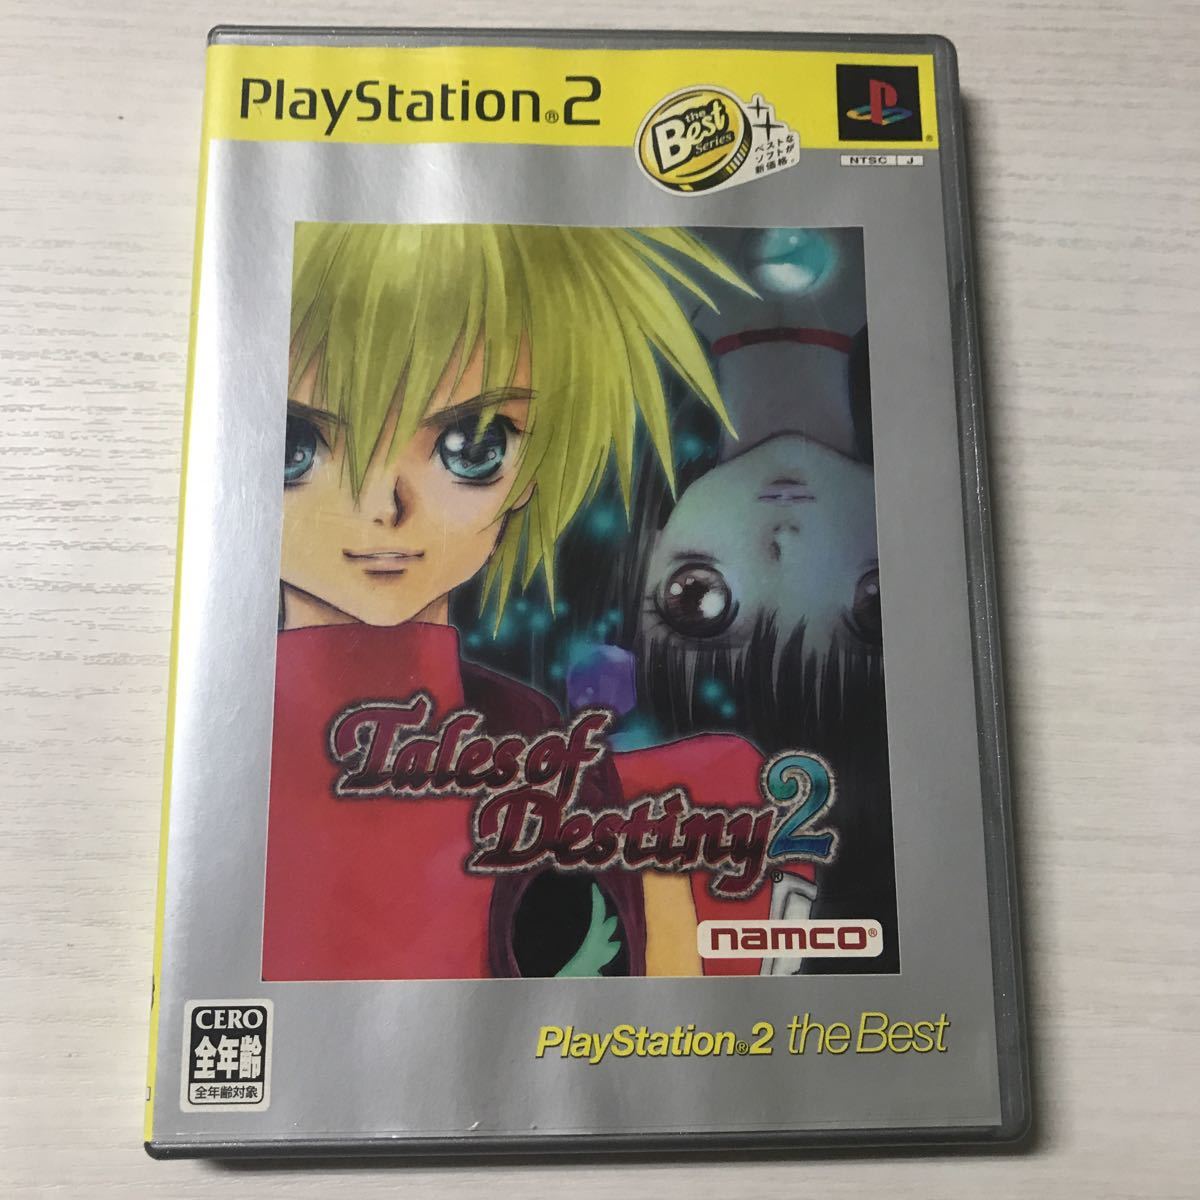 PlayStation®2
the
Best
Series
ベストな
ソフトが
新価格。
®
NTSC J
Tales of
Destiny 2
®
namco®
CERO
全年齢
全年齢対象
PlayStation®2 the Best